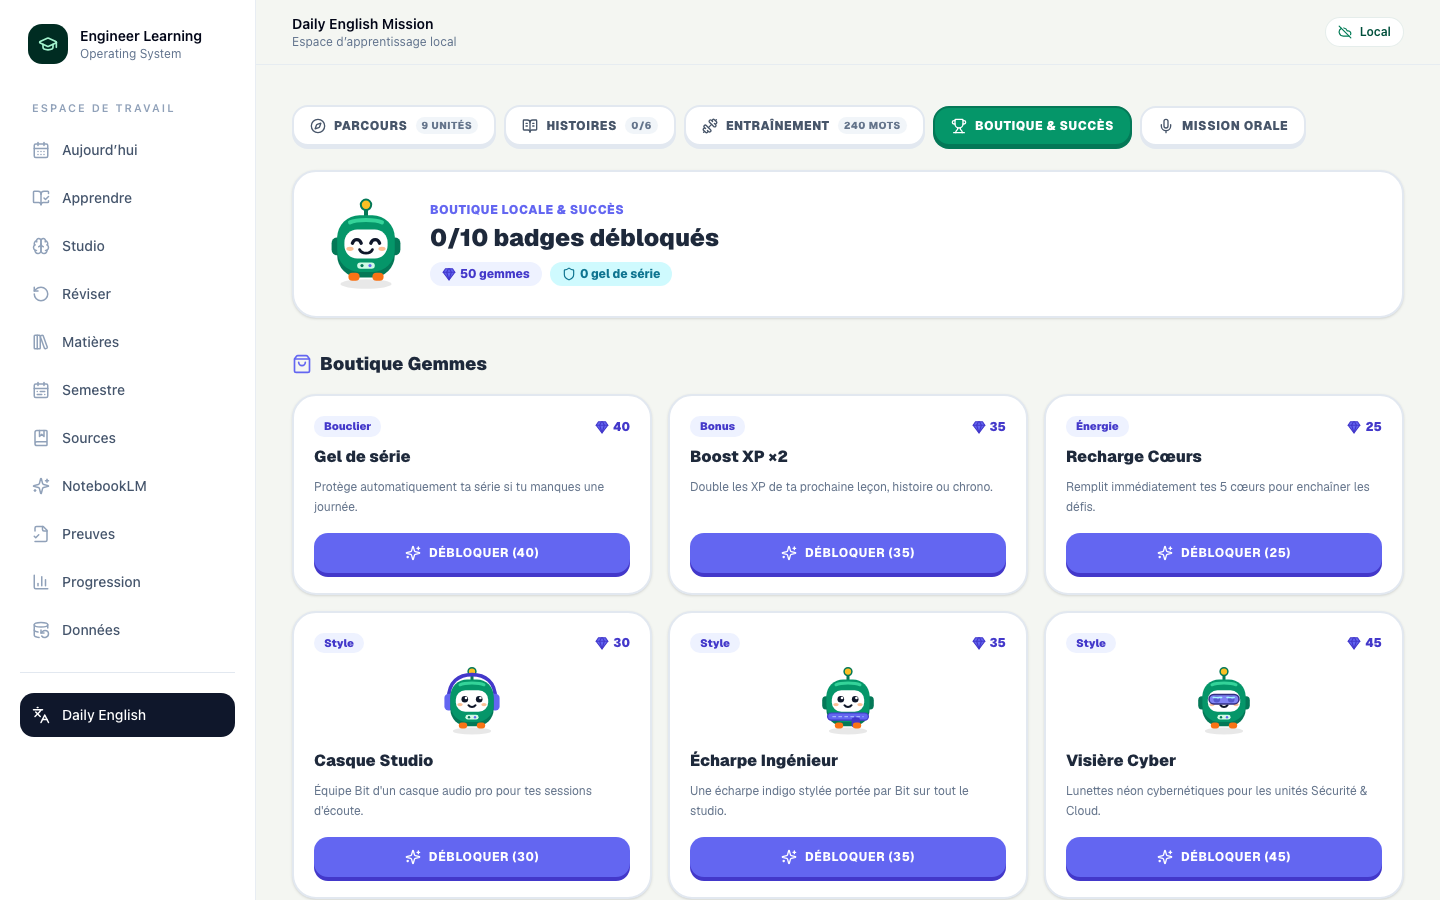 Engineer Learning
Operating System
ESPACE DE TRAVAIL
Aujourd’hui
Apprendre
Studio
Réviser
Matières
Semestre
Sources
NotebookLM
Preuves
Progression
Données
Daily English
Daily English Mission
Espace d’apprentissage local
Local
PARCOURS 9 UNITÉS
HISTOIRES 0/6
ENTRAÎNEMENT 240 MOTS
BOUTIQUE & SUCCÈS
MISSION ORALE
BOUTIQUE LOCALE & SUCCÈS
0/10 badges débloqués
50 gemmes
0 gel de série
Boutique Gemmes
Bouclier 40
Gel de série
Protège automatiquement ta série si tu manques une
journée.
DÉBLOQUER (40)
Bonus 35
Boost XP ×2
Double les XP de ta prochaine leçon, histoire ou chrono.
DÉBLOQUER (35)
Énergie 25
Recharge Cœurs
Remplit immédiatement tes 5 cœurs pour enchaîner les
défis.
DÉBLOQUER (25)
Style 30
Casque Studio
Équipe Bit d'un casque audio pro pour tes sessions
d'écoute.
DÉBLOQUER (30)
Style 35
Écharpe Ingénieur
Une écharpe indigo stylée portée par Bit sur tout le
studio.
DÉBLOQUER (35)
Style 45
Visière Cyber
Lunettes néon cybernétiques pour les unités Sécurité &
Cloud.
DÉBLOQUER (45)